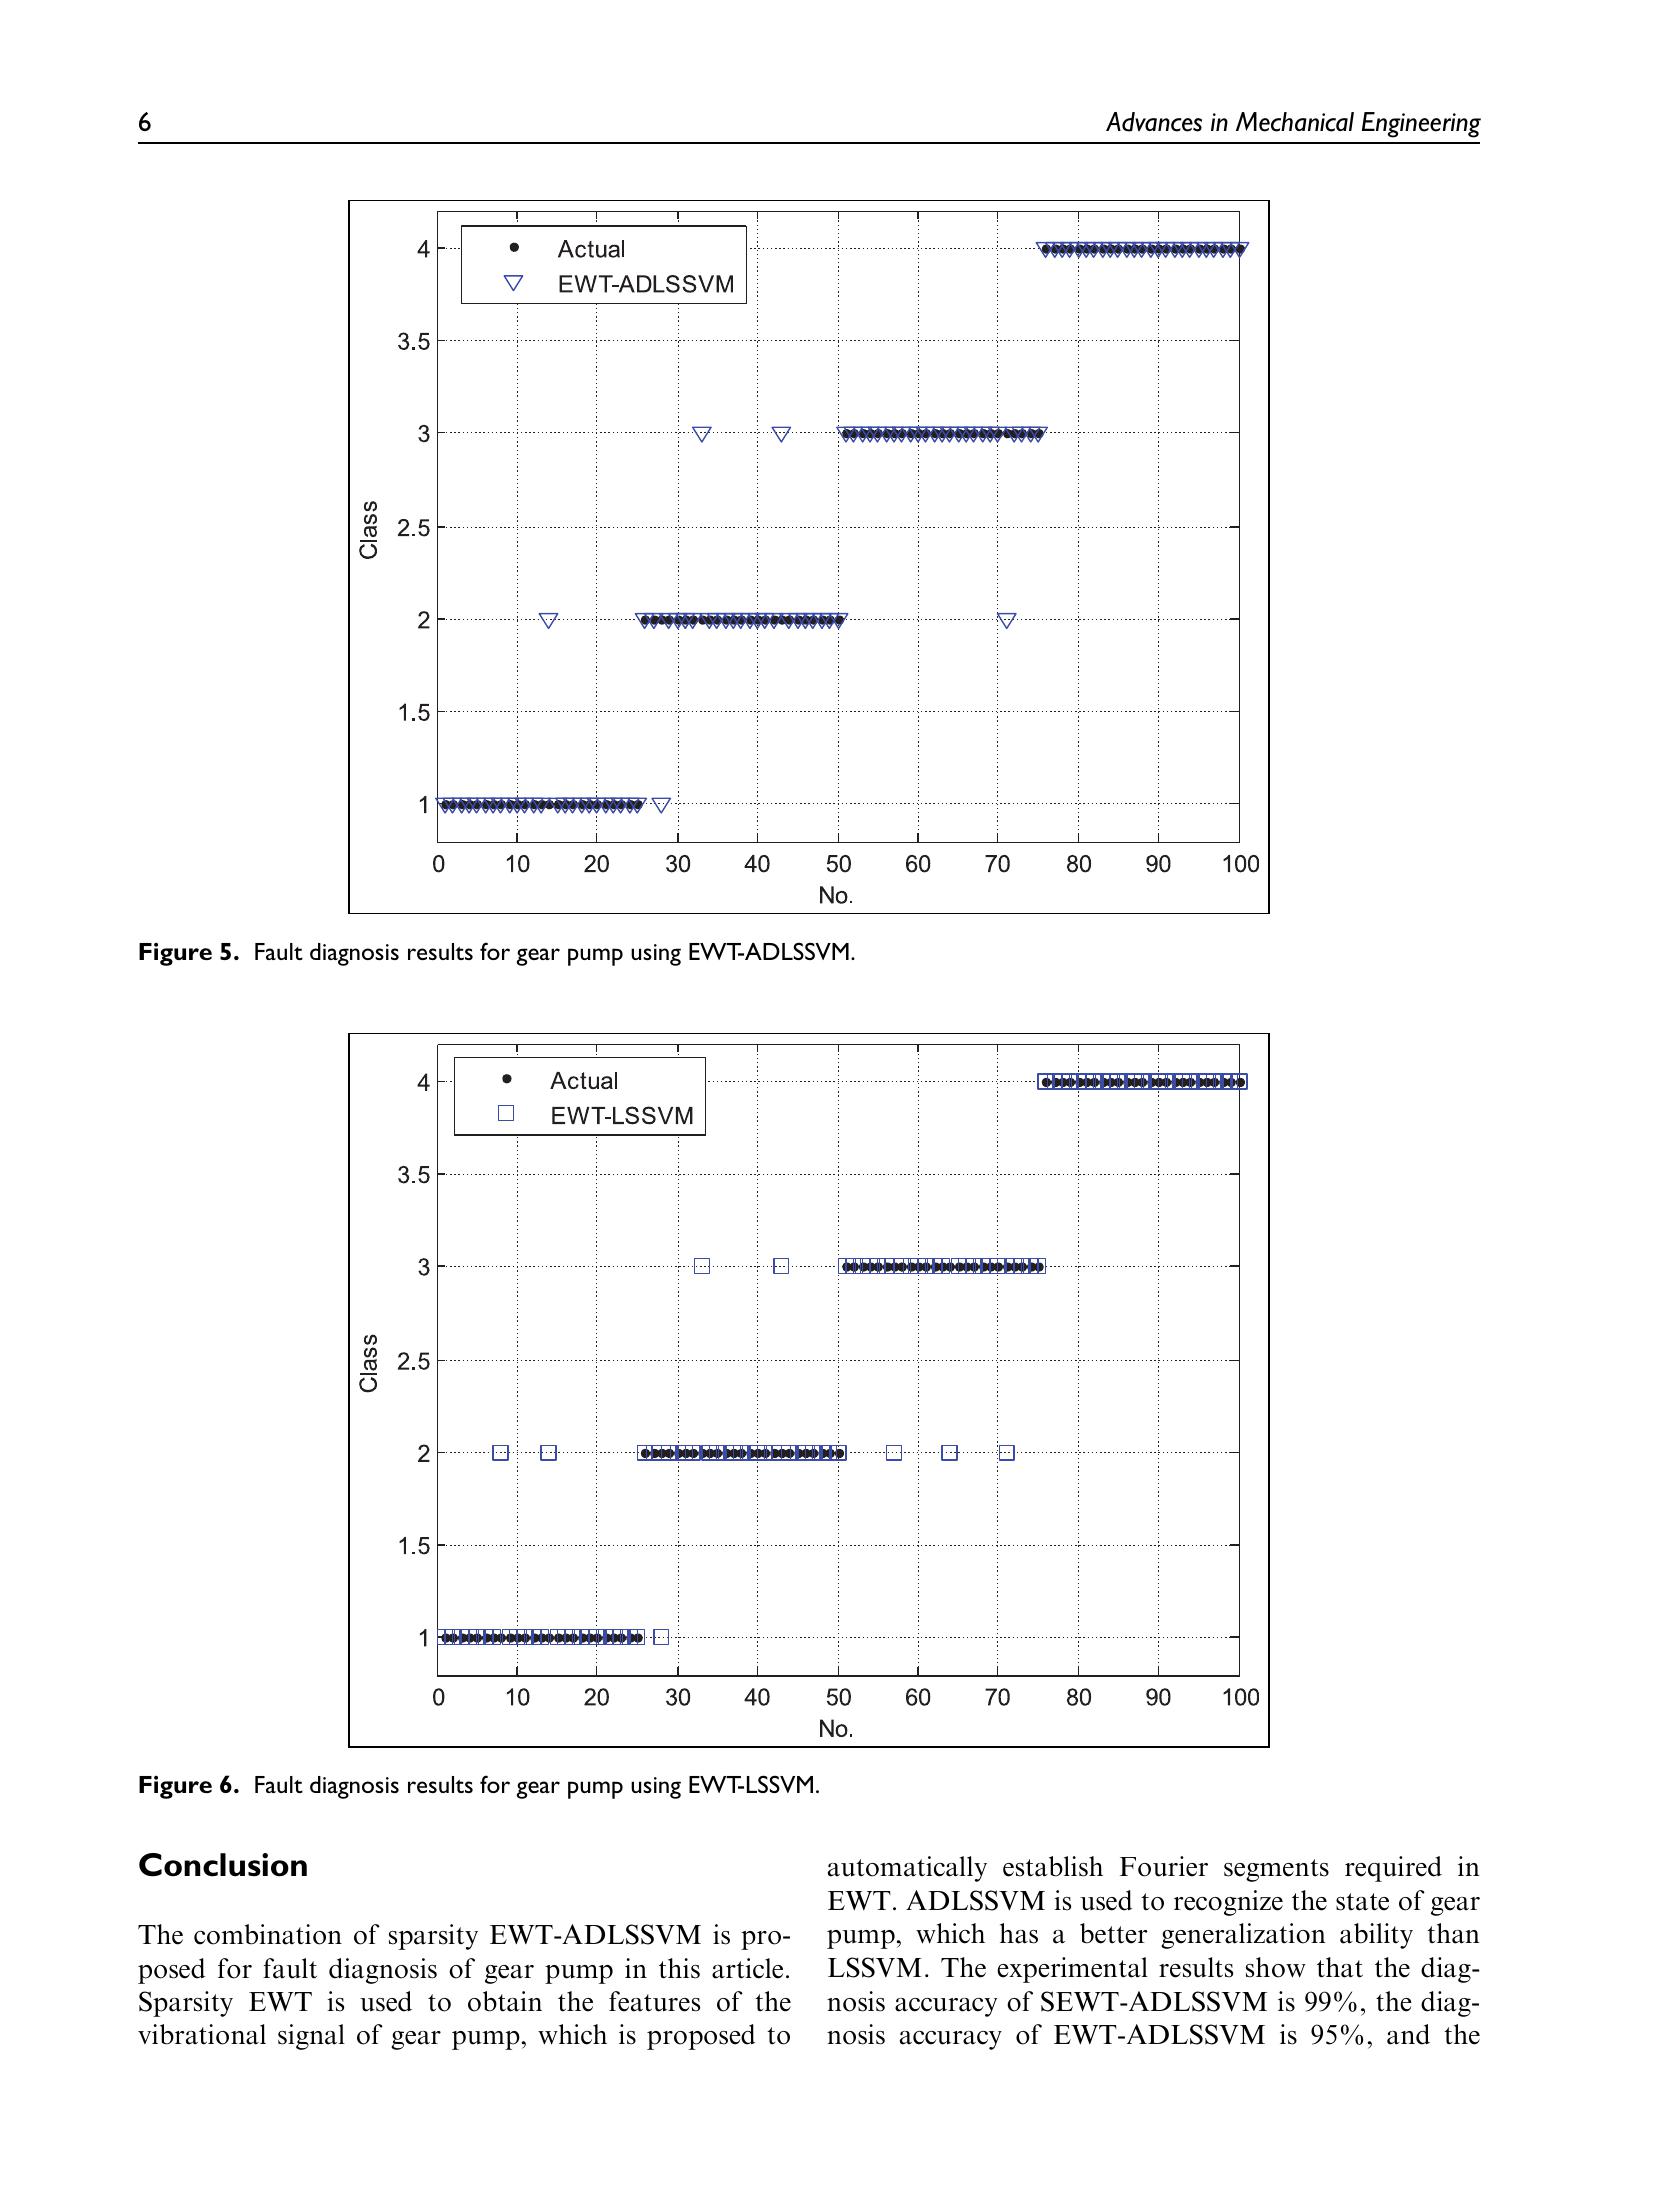 6
Advances in Mechanical Engineering
Actual
EWT-ADLSSVM
4
3.5
3
2.5
2
1.5
1
Class
0 10 20 30 40 50 60 70 80 90 100
No.
Figure 5. Fault diagnosis results for gear pump using EWT-ADLSSVM.
Actual
EWT-LSSVM
4
3.5
3
2.5
2
1.5
1
Class
0 10 20 30 40 50 60 70 80 90 100
No.
Figure 6. Fault diagnosis results for gear pump using EWT-LSSVM.
Conclusion
The combination of sparsity EWT-ADLSSVM is pro-
posed for fault diagnosis of gear pump in this article.
Sparsity EWT is used to obtain the features of the
vibrational signal of gear pump, which is proposed to
automatically establish Fourier segments required in
EWT. ADLSSVM is used to recognize the state of gear
pump, which has a better generalization ability than
LSSVM. The experimental results show that the diag-
nosis accuracy of SEWT-ADLSSVM is 99%, the diag-
nosis accuracy of EWT-ADLSSVM is 95%, and the